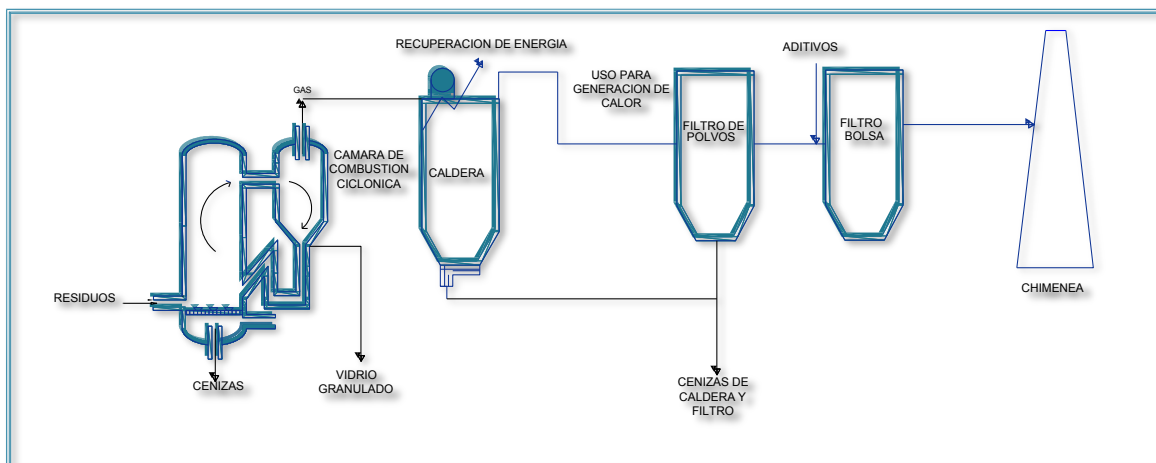 RECUPERACION DE ENERGIA
ADITIVOS
GAS
USO PARA
GENERACION DE
CALOR
FILTRO DE
POLVOS
FILTRO
BOLSA
CAMARA DE
COMBUSTION
CICLONICA
CALDERA
RESIDUOS
CHIMENEA
CENIZAS
VIDRIO
GRANULADO
CENIZAS DE
CALDERA Y
FILTRO